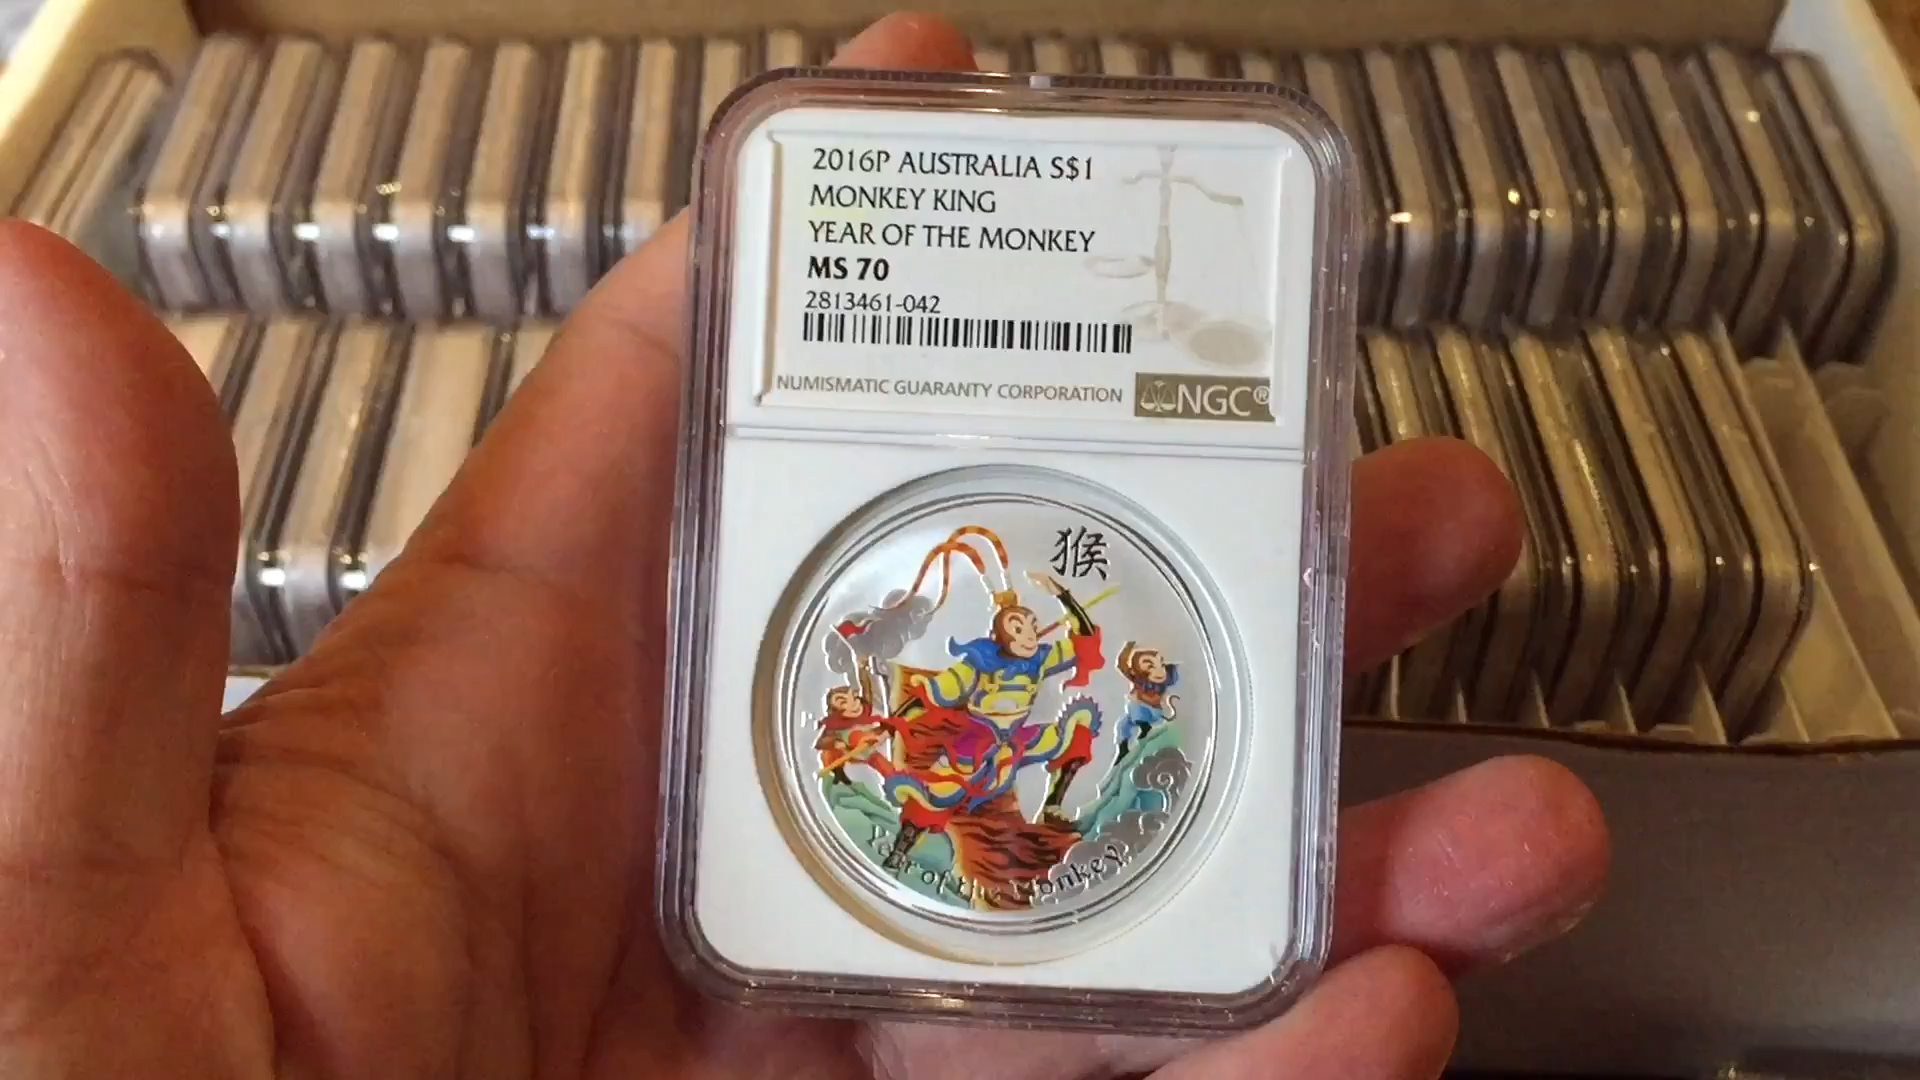 2016P AUSTRALIA S$1
MONKEY KING
YEAR OF THE MONKEY
MS 70
2813461-042
NUMISMATIC GUARANTY CORPORATION NGC®
猴
P
Year of the Monkey